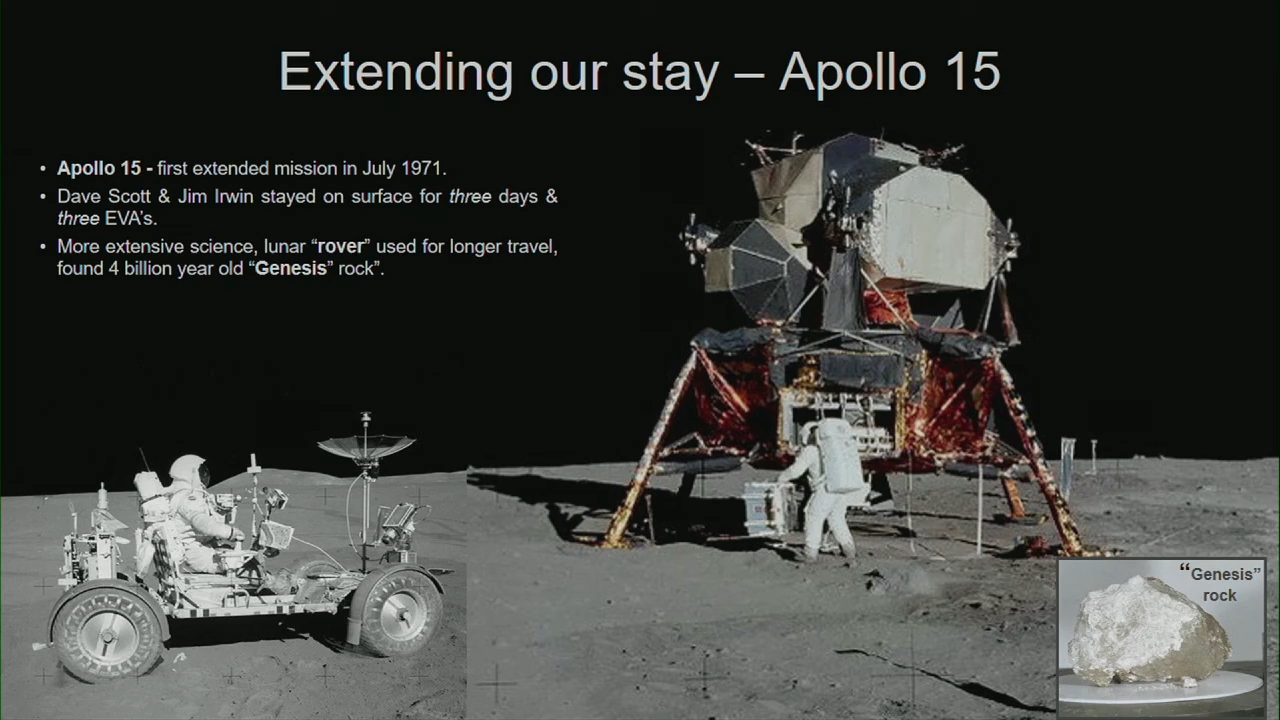 Extending our stay – Apollo 15
• Apollo 15 - first extended mission in July 1971.
• Dave Scott & Jim Irwin stayed on surface for three days &
three EVA's.
• More extensive science, lunar “rover” used for longer travel,
found 4 billion year old “Genesis” rock”.
“Genesis”
rock